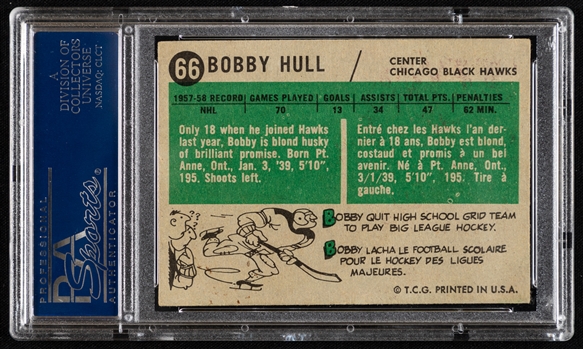 A
DIVISION OF
COLLECTORS
UNIVERSE
NASDAQ: CLCT
PROFESSIONAL
PSA
Sports
AUTHENTICATOR
66 BOBBY HULL
CENTER
CHICAGO BLACK HAWKS
1957-58 RECORD GAMES PLAYED GOALS ASSISTS TOTAL PTS. PENALTIES
NHL 70 13 34 47 62 MIN.
Only 18 when he joined Hawks
last year, Bobby is blond husky
of brilliant promise. Born Pt.
Anne, Ont., Jan. 3, '39, 5'10",
195. Shoots left.
Entré chez les Hawks l'an der-
nier à 18 ans, Bobby est blond,
costaud et promis à un bel
avenir. Né à Pt. Anne, Ont.,
3/1/39, 5'10", 195. Tire à
gauche.
BOBBY QUIT HIGH SCHOOL GRID TEAM
TO PLAY BIG LEAGUE HOCKEY.
BOBBY LACHA LE FOOTBALL SCOLAIRE
POUR LE HOCKEY DES LIGUES
MAJEURES.
© T.C.G. PRINTED IN U.S.A.